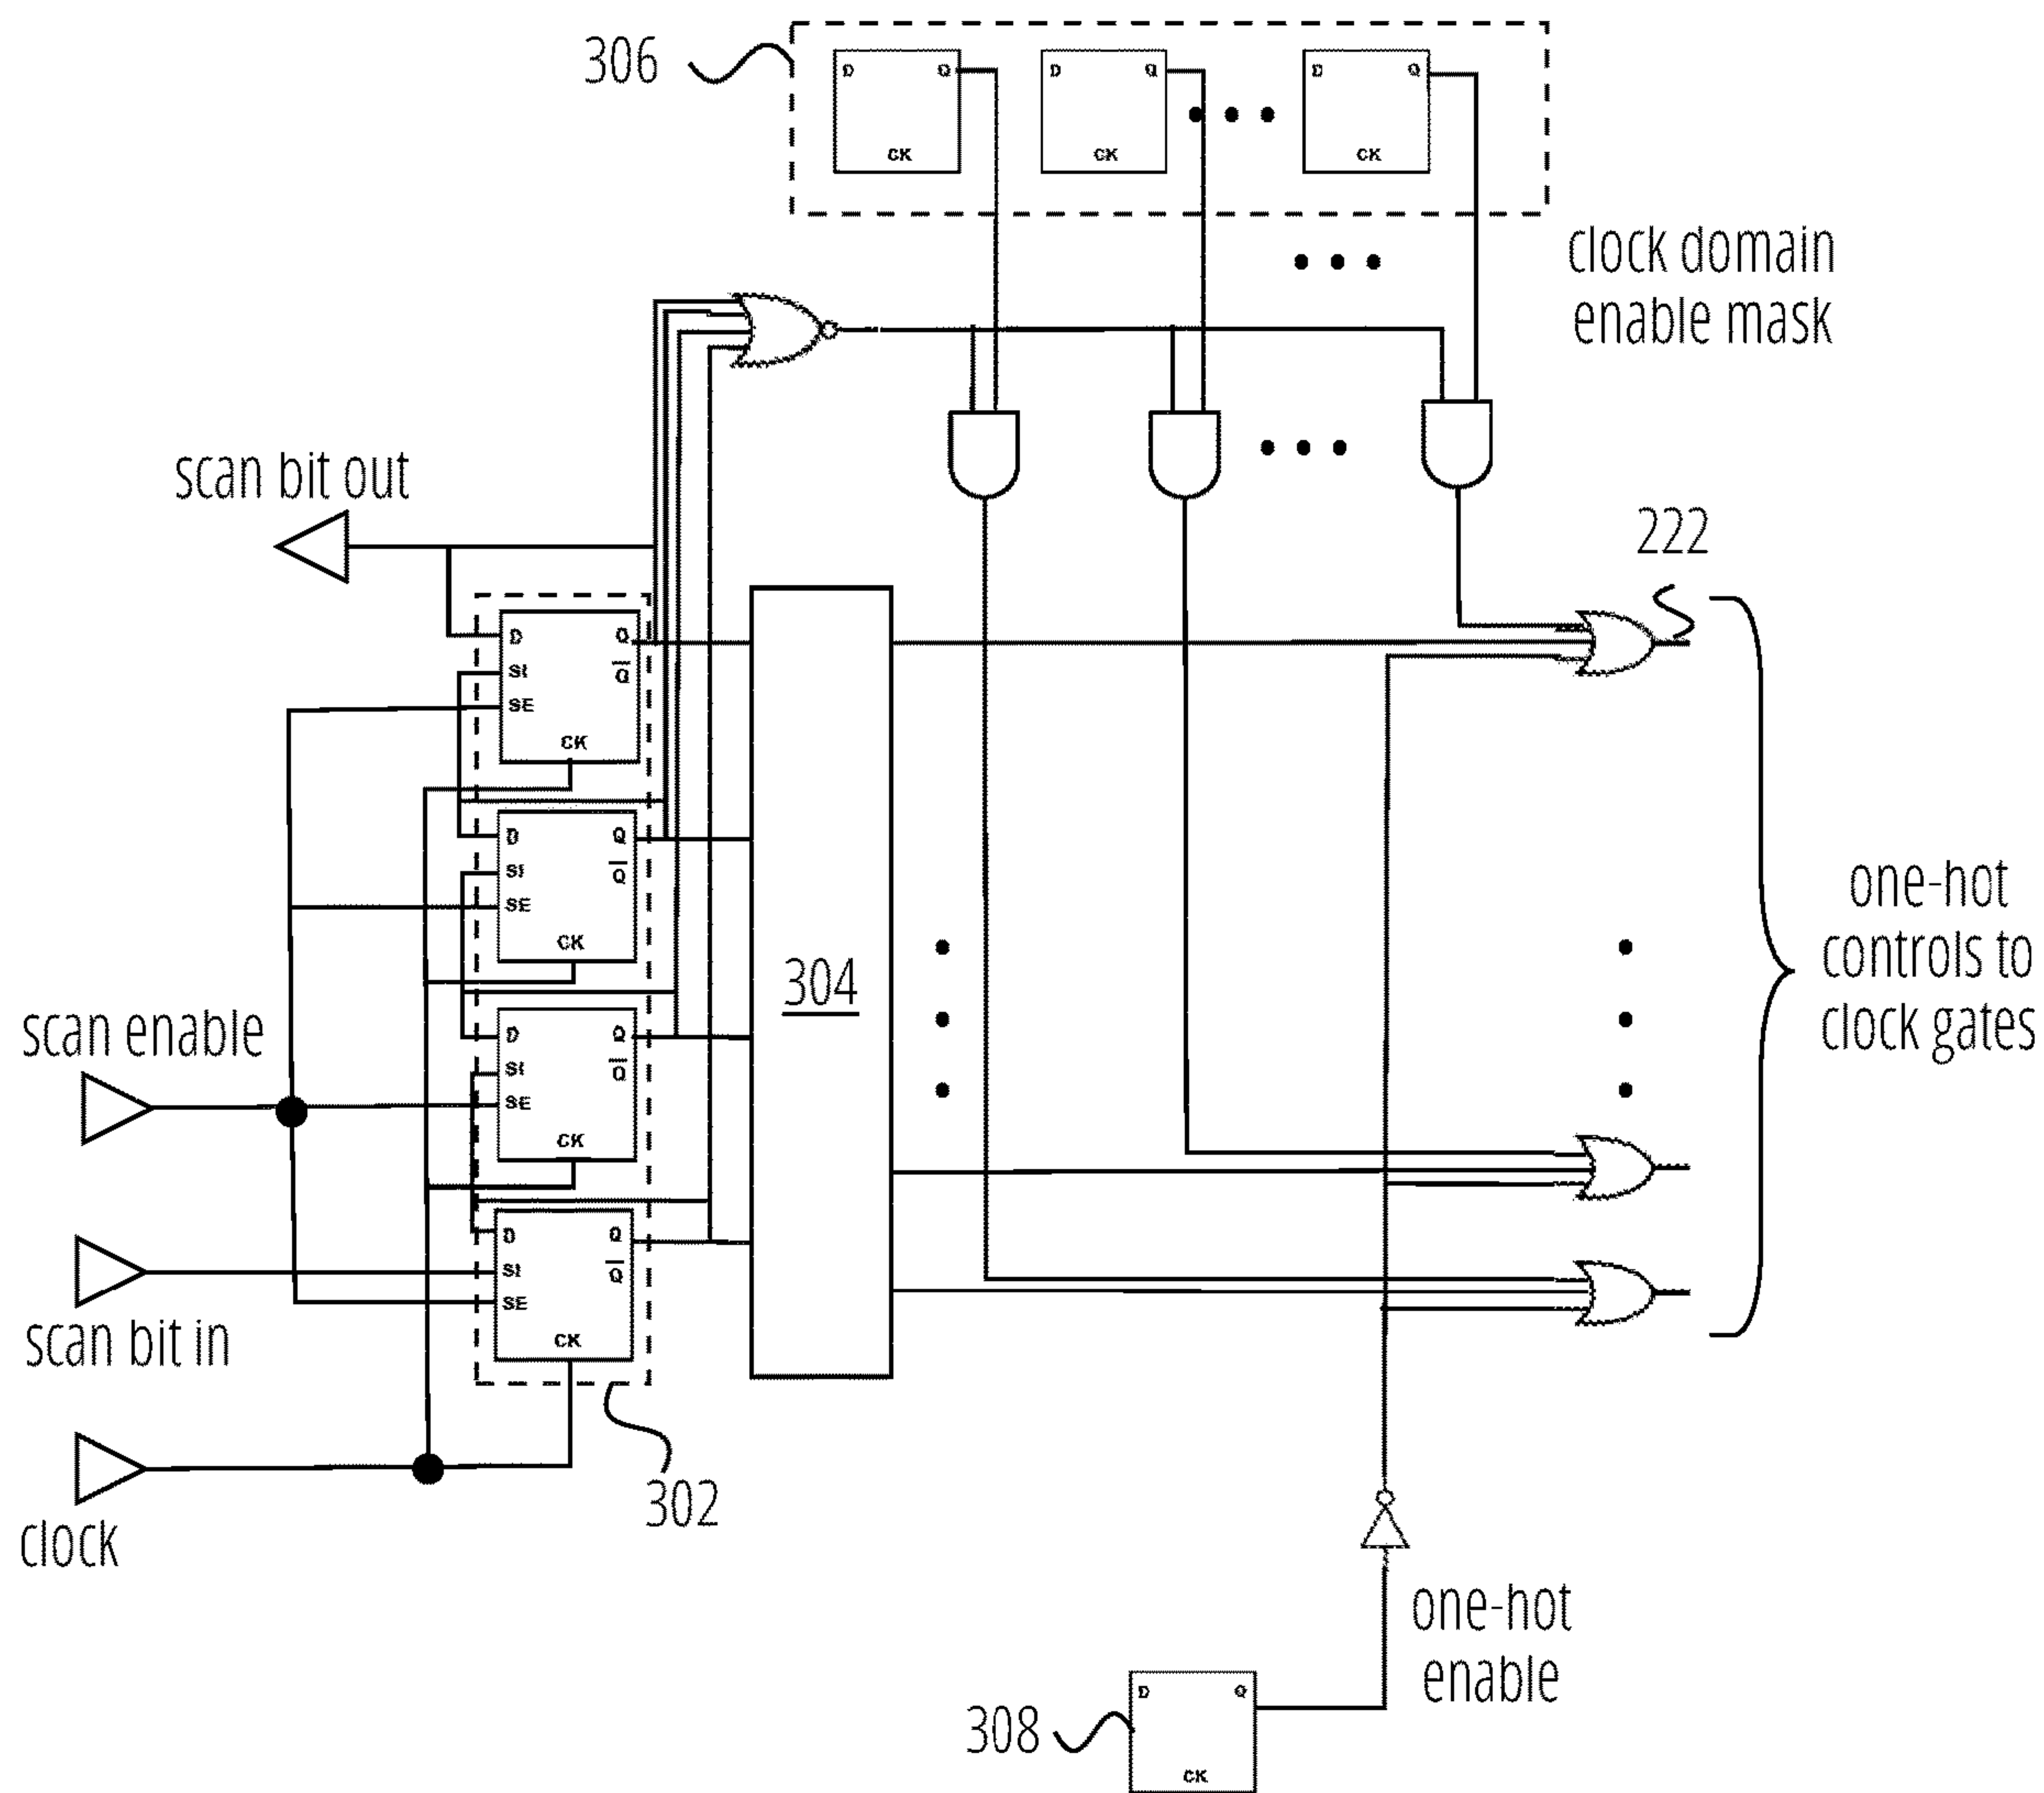 306
D Q
CK
D Q
CK
D Q
CK
clock domain
enable mask
scan bit out
222
D Q
SI Q
SE
CK
D Q
SI Q
SE
CK
304
one-hot
controls to
clock gates
scan enable
D Q
SI Q
SE
CK
D Q
SI Q
SE
CK
scan bit in
302
clock
one-hot
enable
308
D Q
CK